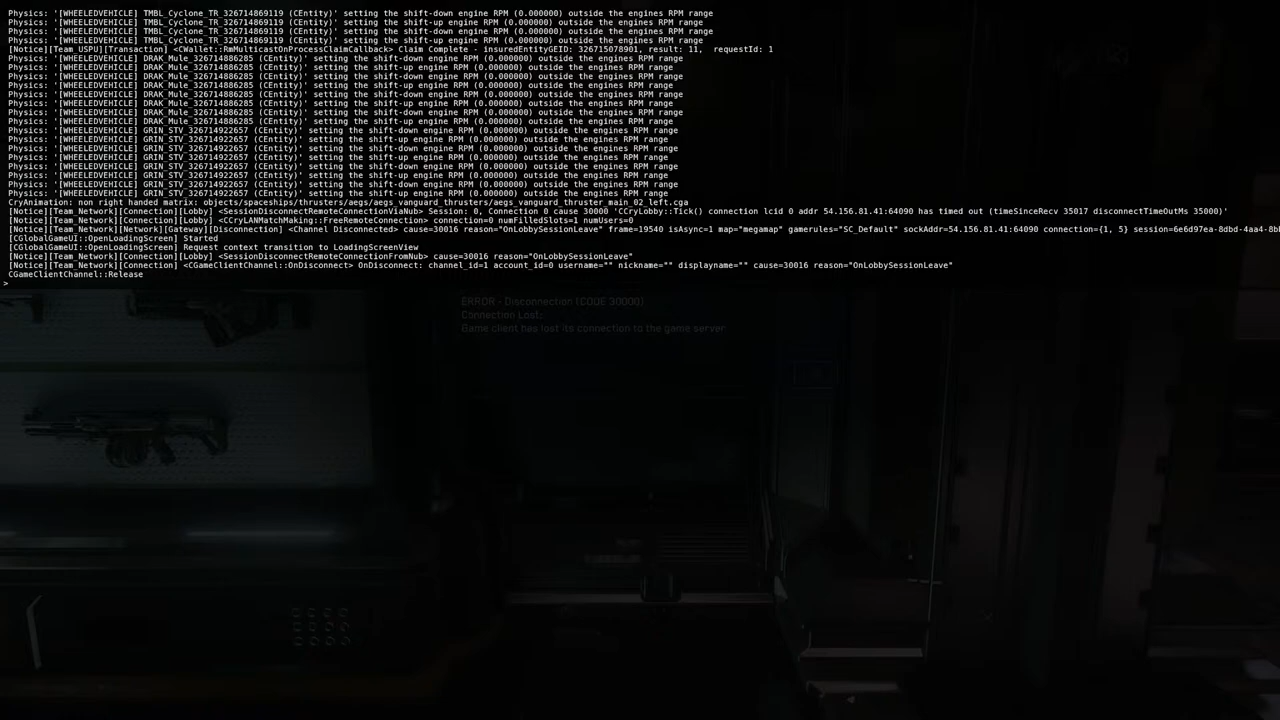 Physics: '[WHEELEDVEHICLE] TMBL_Cyclone_TR_326714869119 (CEntity)' setting the shift-down engine RPM (0.000000) outside the engines RPM range
Physics: '[WHEELEDVEHICLE] TMBL_Cyclone_TR_326714869119 (CEntity)' setting the shift-up engine RPM (0.000000) outside the engines RPM range
Physics: '[WHEELEDVEHICLE] TMBL_Cyclone_TR_326714869119 (CEntity)' setting the shift-down engine RPM (0.000000) outside the engines RPM range
Physics: '[WHEELEDVEHICLE] TMBL_Cyclone_TR_326714869119 (CEntity)' setting the shift-up engine RPM (0.000000) outside the engines RPM range
[Notice][Team_USPU][Transaction] <CWallet::RmMulticastOnProcessClaimCallback> Claim Complete - insuredEntityGEID: 326715078901, result: 11,  requestId: 1
Physics: '[WHEELEDVEHICLE] DRAK_Mule_326714886285 (CEntity)' setting the shift-down engine RPM (0.000000) outside the engines RPM range
Physics: '[WHEELEDVEHICLE] DRAK_Mule_326714886285 (CEntity)' setting the shift-up engine RPM (0.000000) outside the engines RPM range
Physics: '[WHEELEDVEHICLE] DRAK_Mule_326714886285 (CEntity)' setting the shift-down engine RPM (0.000000) outside the engines RPM range
Physics: '[WHEELEDVEHICLE] DRAK_Mule_326714886285 (CEntity)' setting the shift-up engine RPM (0.000000) outside the engines RPM range
Physics: '[WHEELEDVEHICLE] DRAK_Mule_326714886285 (CEntity)' setting the shift-down engine RPM (0.000000) outside the engines RPM range
Physics: '[WHEELEDVEHICLE] DRAK_Mule_326714886285 (CEntity)' setting the shift-up engine RPM (0.000000) outside the engines RPM range
Physics: '[WHEELEDVEHICLE] DRAK_Mule_326714886285 (CEntity)' setting the shift-down engine RPM (0.000000) outside the engines RPM range
Physics: '[WHEELEDVEHICLE] DRAK_Mule_326714886285 (CEntity)' setting the shift-up engine RPM (0.000000) outside the engines RPM range
Physics: '[WHEELEDVEHICLE] GRIN_STV_326714922657 (CEntity)' setting the shift-down engine RPM (0.000000) outside the engines RPM range
Physics: '[WHEELEDVEHICLE] GRIN_STV_326714922657 (CEntity)' setting the shift-up engine RPM (0.000000) outside the engines RPM range
Physics: '[WHEELEDVEHICLE] GRIN_STV_326714922657 (CEntity)' setting the shift-down engine RPM (0.000000) outside the engines RPM range
Physics: '[WHEELEDVEHICLE] GRIN_STV_326714922657 (CEntity)' setting the shift-up engine RPM (0.000000) outside the engines RPM range
Physics: '[WHEELEDVEHICLE] GRIN_STV_326714922657 (CEntity)' setting the shift-down engine RPM (0.000000) outside the engines RPM range
Physics: '[WHEELEDVEHICLE] GRIN_STV_326714922657 (CEntity)' setting the shift-up engine RPM (0.000000) outside the engines RPM range
Physics: '[WHEELEDVEHICLE] GRIN_STV_326714922657 (CEntity)' setting the shift-down engine RPM (0.000000) outside the engines RPM range
Physics: '[WHEELEDVEHICLE] GRIN_STV_326714922657 (CEntity)' setting the shift-up engine RPM (0.000000) outside the engines RPM range
CryAnimation: non right handed matrix: objects/spaceships/thrusters/aegs/aegs_vanguard_thrusters/aegs_vanguard_thruster_main_02_left.cga
[Notice][Team_Network][Connection][Lobby] <SessionDisconnectRemoteConnectionViaNub> Session: 0, Connection 0 cause 30000 'CCryLobby::Tick() connection lcid 0 addr 54.156.81.41:64090 has timed out (timeSinceRecv 35017 disconnectTimeOutMs 35000)'
[Notice][Team_Network][Connection][Lobby] <CCryLANMatchMaking::FreeRemoteConnection> connection=0 numFilledSlots=1 numUsers=0
[Notice][Team_Network][Network][Gateway][Disconnection] <Channel Disconnected> cause=30016 reason="OnLobbySessionLeave" frame=19540 isAsync=1 map="megamap" gamerules="SC_Default" sockAddr=54.156.81.41:64090 connection={1, 5} session=6e6d97ea-8dbd-4aa4-8b
[CGlobalGameUI::OpenLoadingScreen] Started
[CGlobalGameUI::OpenLoadingScreen] Request context transition to LoadingScreenView
[Notice][Team_Network][Connection][Lobby] <SessionDisconnectRemoteConnectionFromNub> cause=30016 reason="OnLobbySessionLeave"
[Notice][Team_Network][Connection] <CGameClientChannel::OnDisconnect> OnDisconnect: channel_id=1 account_id=0 username="" nickname="" displayname="" cause=30016 reason="OnLobbySessionLeave"
CGameClientChannel::Release
>
ERROR - Disconnection (CODE 30000)
Connection Lost:
Game client has lost its connection to the game server